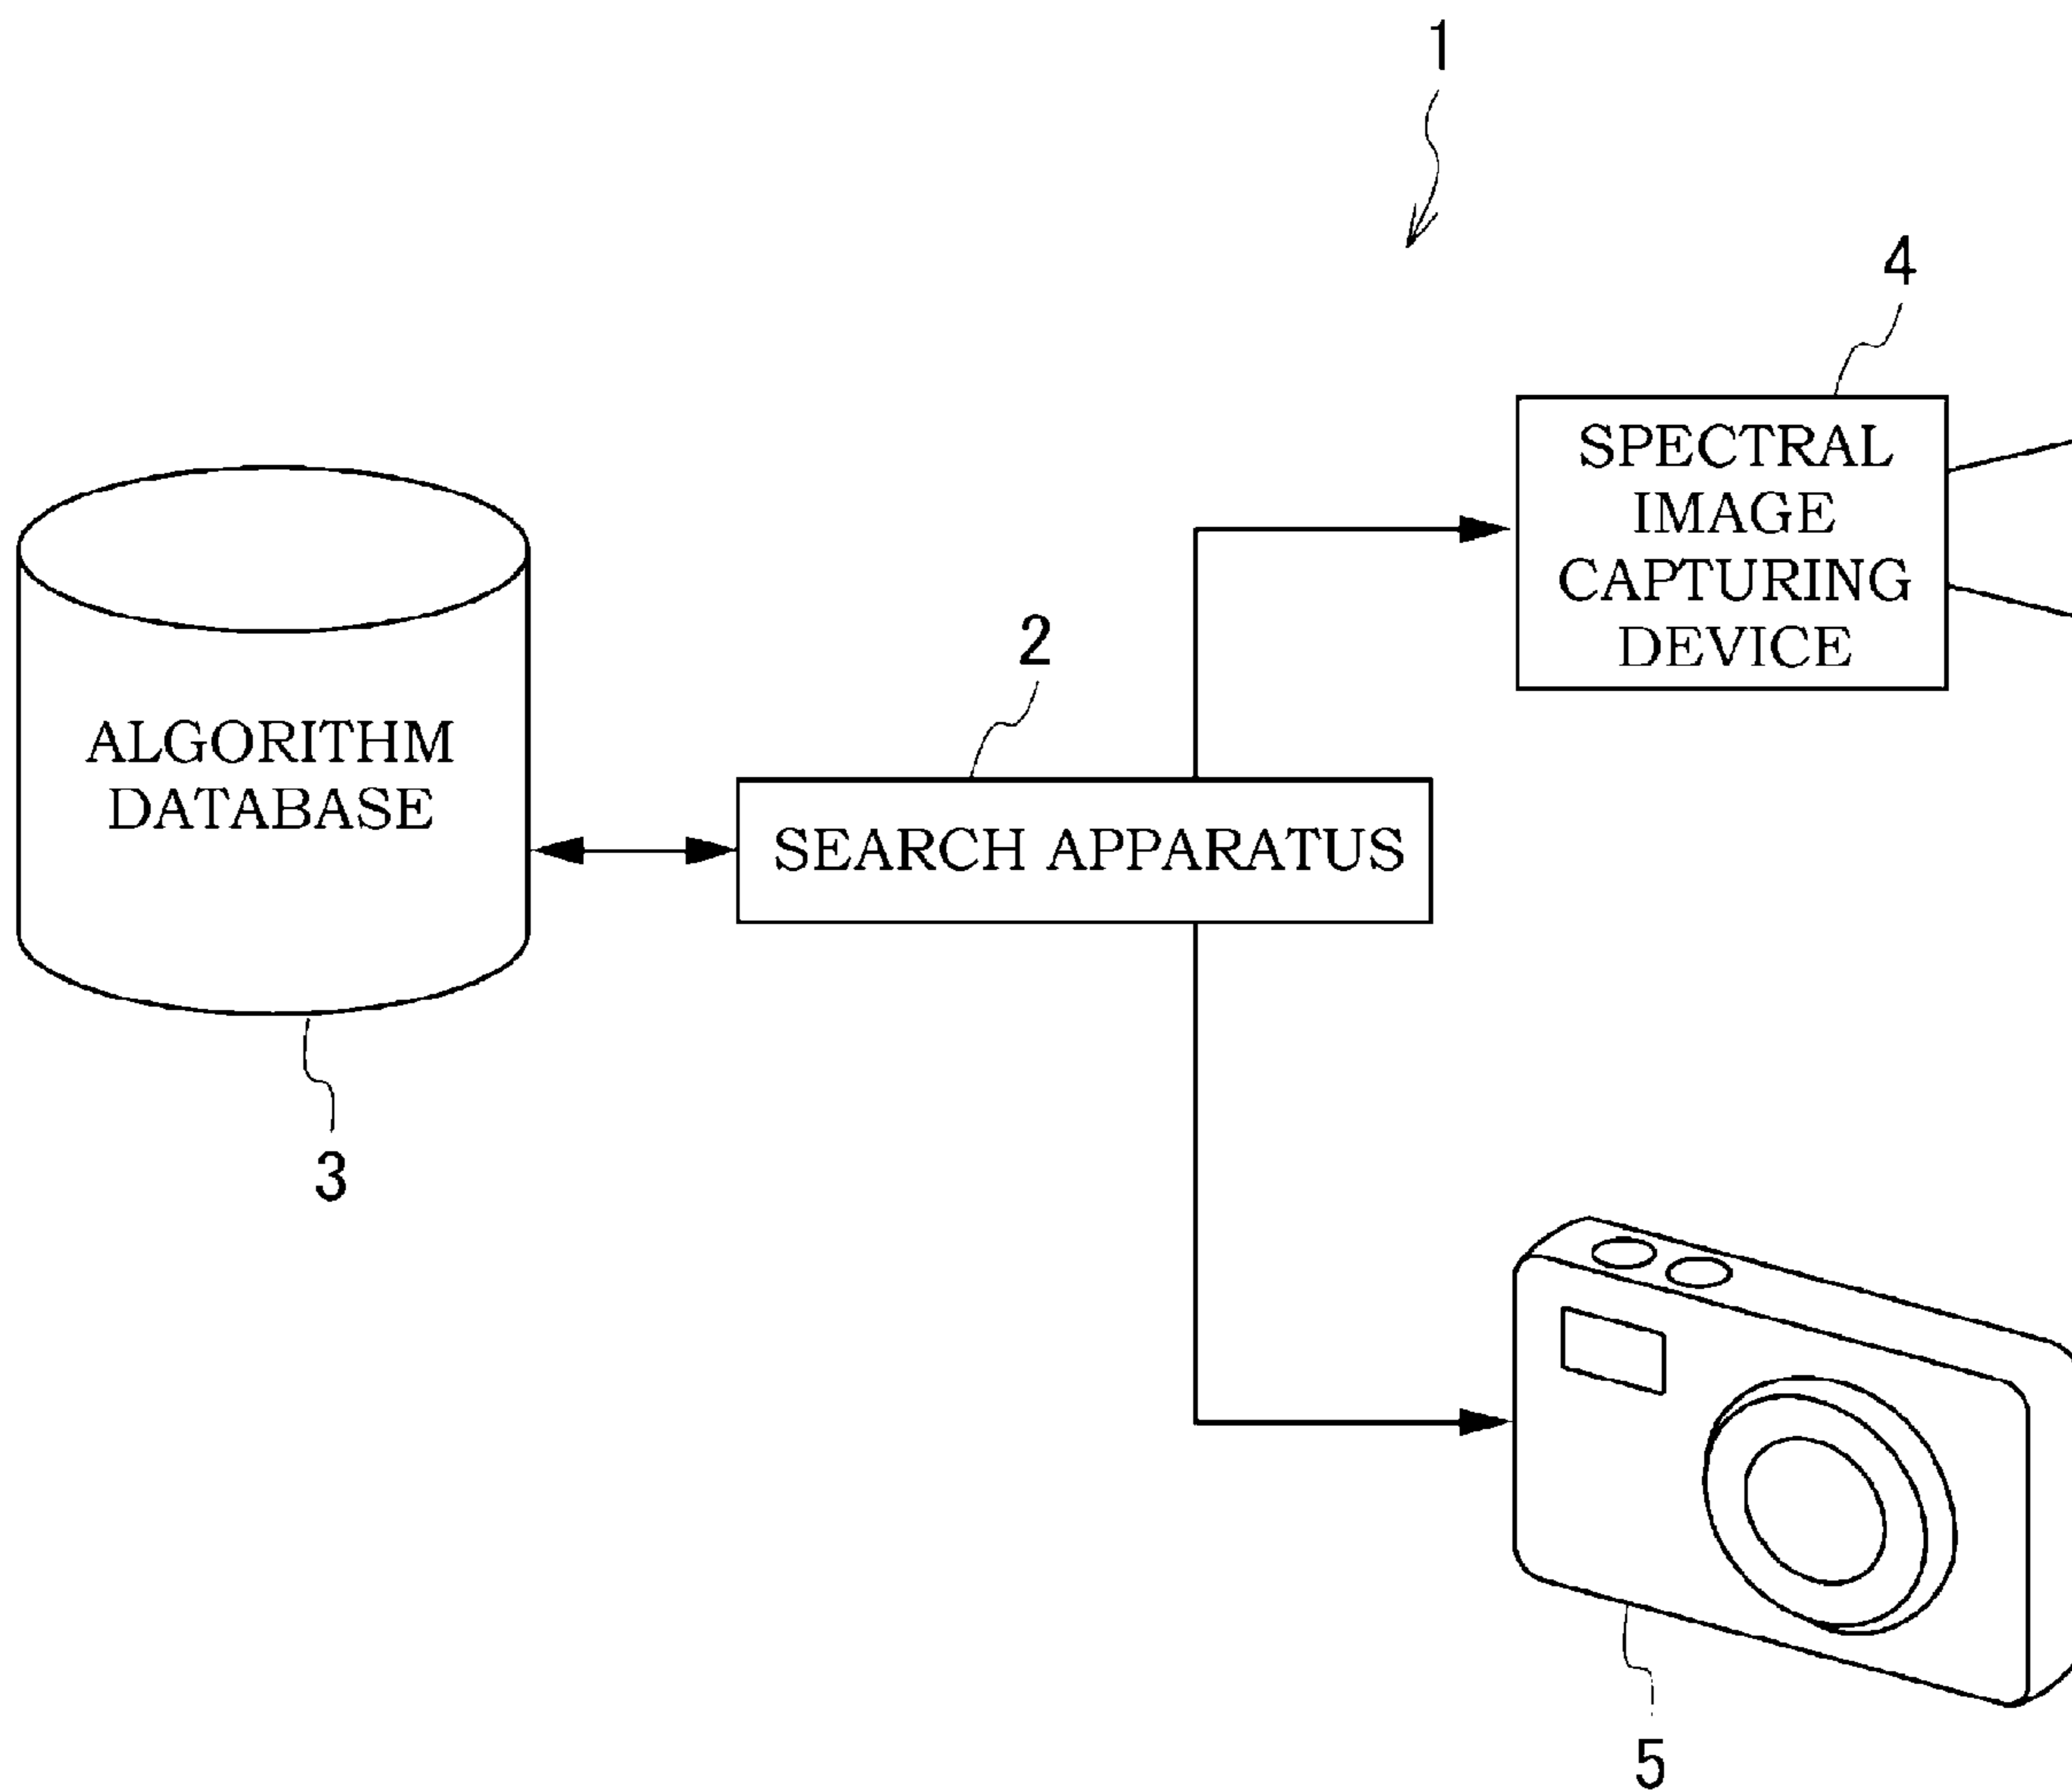 1
4
SPECTRAL
IMAGE
CAPTURING
DEVICE
2
ALGORITHM
DATABASE
SEARCH APPARATUS
3
5